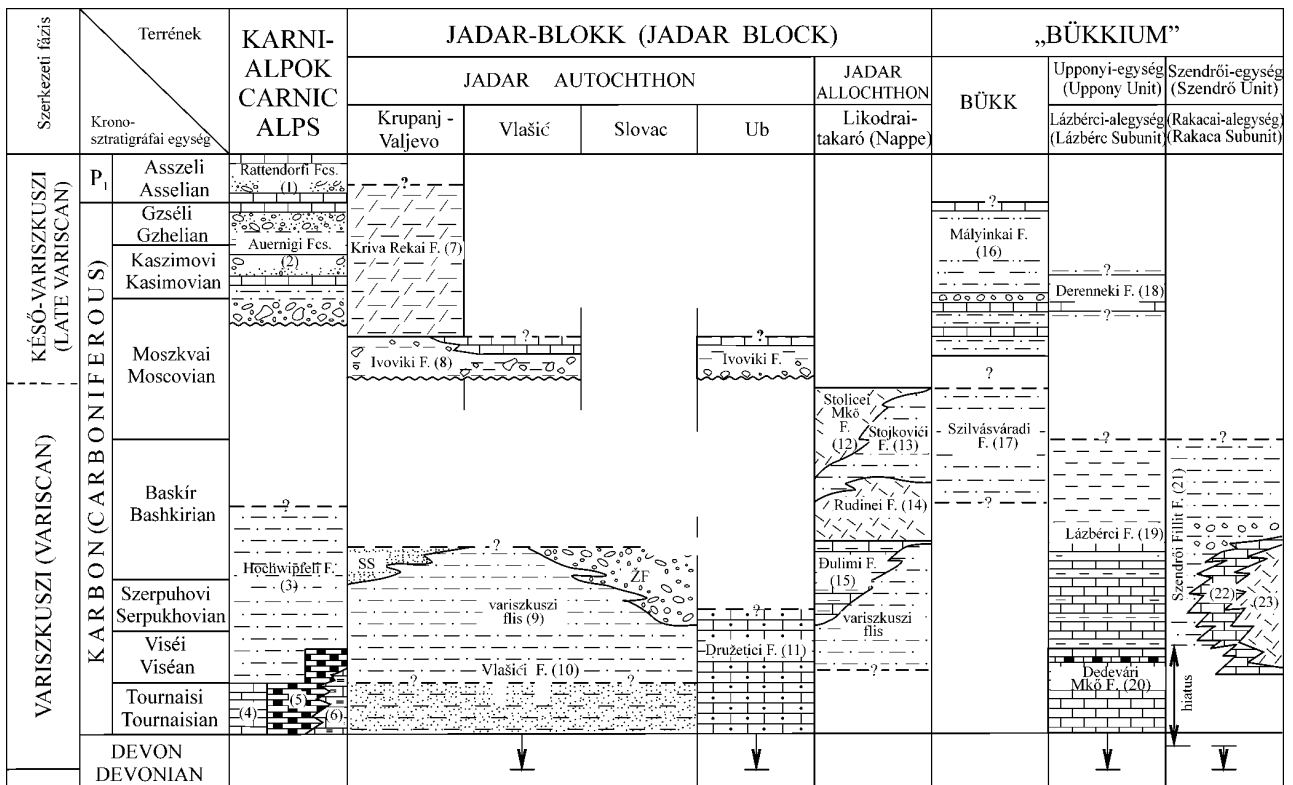 Szerkezeti fázis
Terrének
Krono-
sztratigráfai egység
KARNI-
ALPOK
CARNIC
ALPS
JADAR-BLOKK (JADAR BLOCK)
JADAR AUTOCHTHON
Krupanj -
Valjevo
Vlašić
Slovac
Ub
JADAR
ALLOCHTHON
Likodrai-
takaró (Nappe)
„BÜKKIUM”
BÜKK
Upponyi-egység
(Uppony Unit)
Lázbérci-alegység
(Lázbérc Subunit)
Szendrői-egység
(Szendrő Unit)
(Rakacai-alegység)
(Rakaca Subunit)
KÉSŐ-VARISZKUSZI
(LATE VARISCAN)
VARISZKUSZI (VARISCAN)
P1
KARBON (CARBONIFEROUS)
Asszeli
Asselian
Gzséli
Gzhelian
Kaszimovi
Kasimovian
Moszkvai
Moscovian
Baskír
Bashkirian
Szerpuhovi
Serpukhovian
Viséi
Viséan
Tournaisi
Tournaisian
DEVON
DEVONIAN
Rattendorfi Fcs.
(1)
Auernigi Fcs.
(2)
?
Hochwipfeli F.
(3)
(4)
(5)
(6)
?
Kriva Rekai F. (7)
?
Ivoviki F. (8)
?
SS
ŽF
variszkuszi
flis (9)
Vlašići F. (10)
?
?
?
Ivoviki F.
?
Družetici F. (11)
Stolicei
Mkő
F.
(12)
Stojkovići
F. (13)
Rudinei F. (14)
Đulimi F.
(15)
variszkuszi
flis
?
?
Mályinkai F.
(16)
?
Szilvásváradi
F. (17)
?
?
Derenneki F. (18)
?
?
Lázbérci F. (19)
Dedevári
Mkő F. (20)
?
Szendrői Fillit F. (21)
(22)
(23)
hiatus